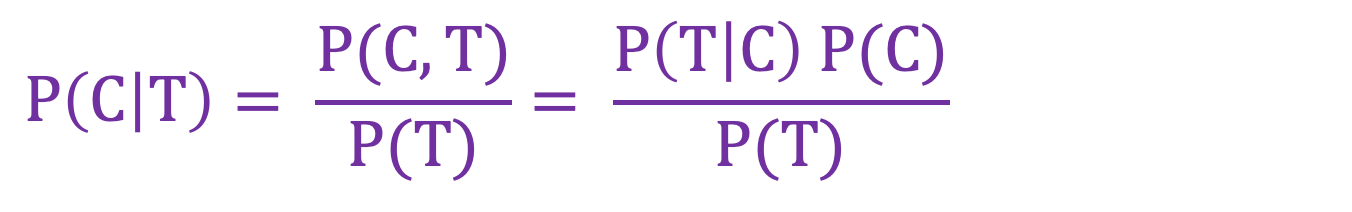 P(C|T) = P(C, T) / P(T) = P(T|C) P(C) / P(T)